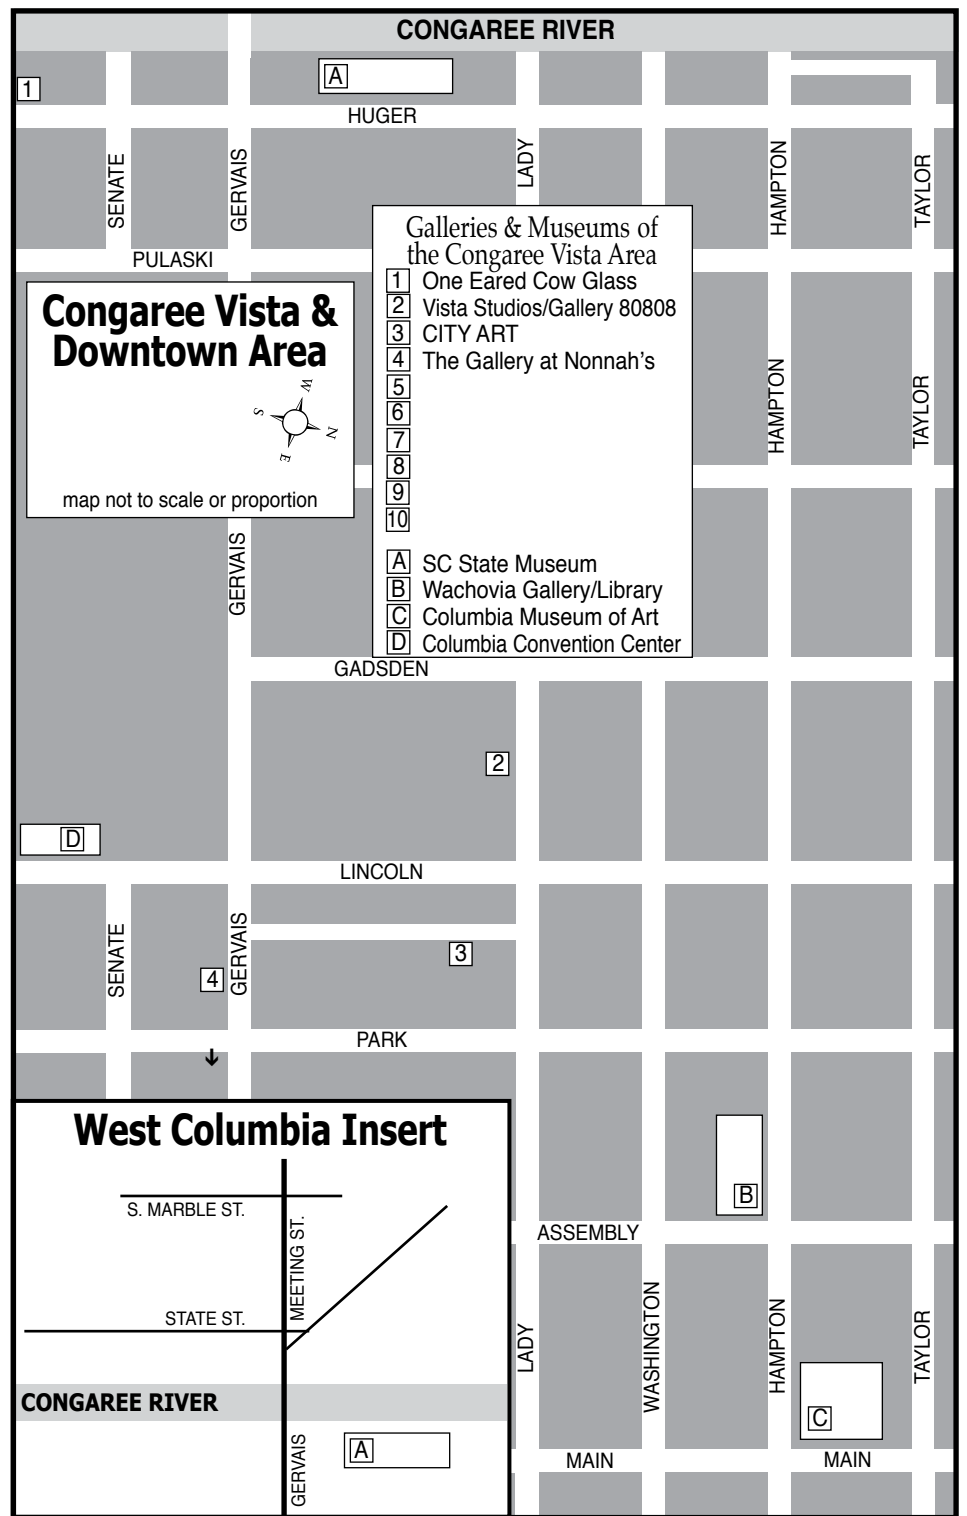 CONGAREE RIVER
1
A
HUGER
SENATE
GERVAIS
LADY
HAMPTON
TAYLOR
PULASKI
Galleries & Museums of
the Congaree Vista Area
1 One Eared Cow Glass
2 Vista Studios/Gallery 80808
3 CITY ART
4 The Gallery at Nonnah's
5
6
7
8
9
10
A SC State Museum
B Wachovia Gallery/Library
C Columbia Museum of Art
D Columbia Convention Center
Congaree Vista &
Downtown Area
W
S
N
E
map not to scale or proportion
HAMPTON
TAYLOR
GERVAIS
GADSDEN
2
D
LINCOLN
SENATE
GERVAIS
3
4
PARK
West Columbia Insert
S. MARBLE ST.
MEETING ST.
STATE ST.
CONGAREE RIVER
GERVAIS
A
B
ASSEMBLY
LADY
WASHINGTON
HAMPTON
TAYLOR
C
MAIN
MAIN